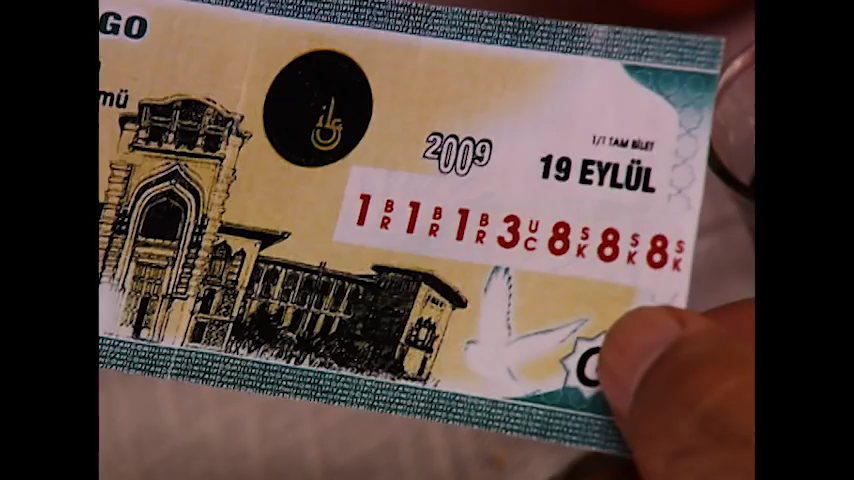 GO
mü
2009
1/1 TAM BİLET
19 EYLÜL
1 BR 1 BR 1 BR 3 UC 8 SK 8 SK 8 SK